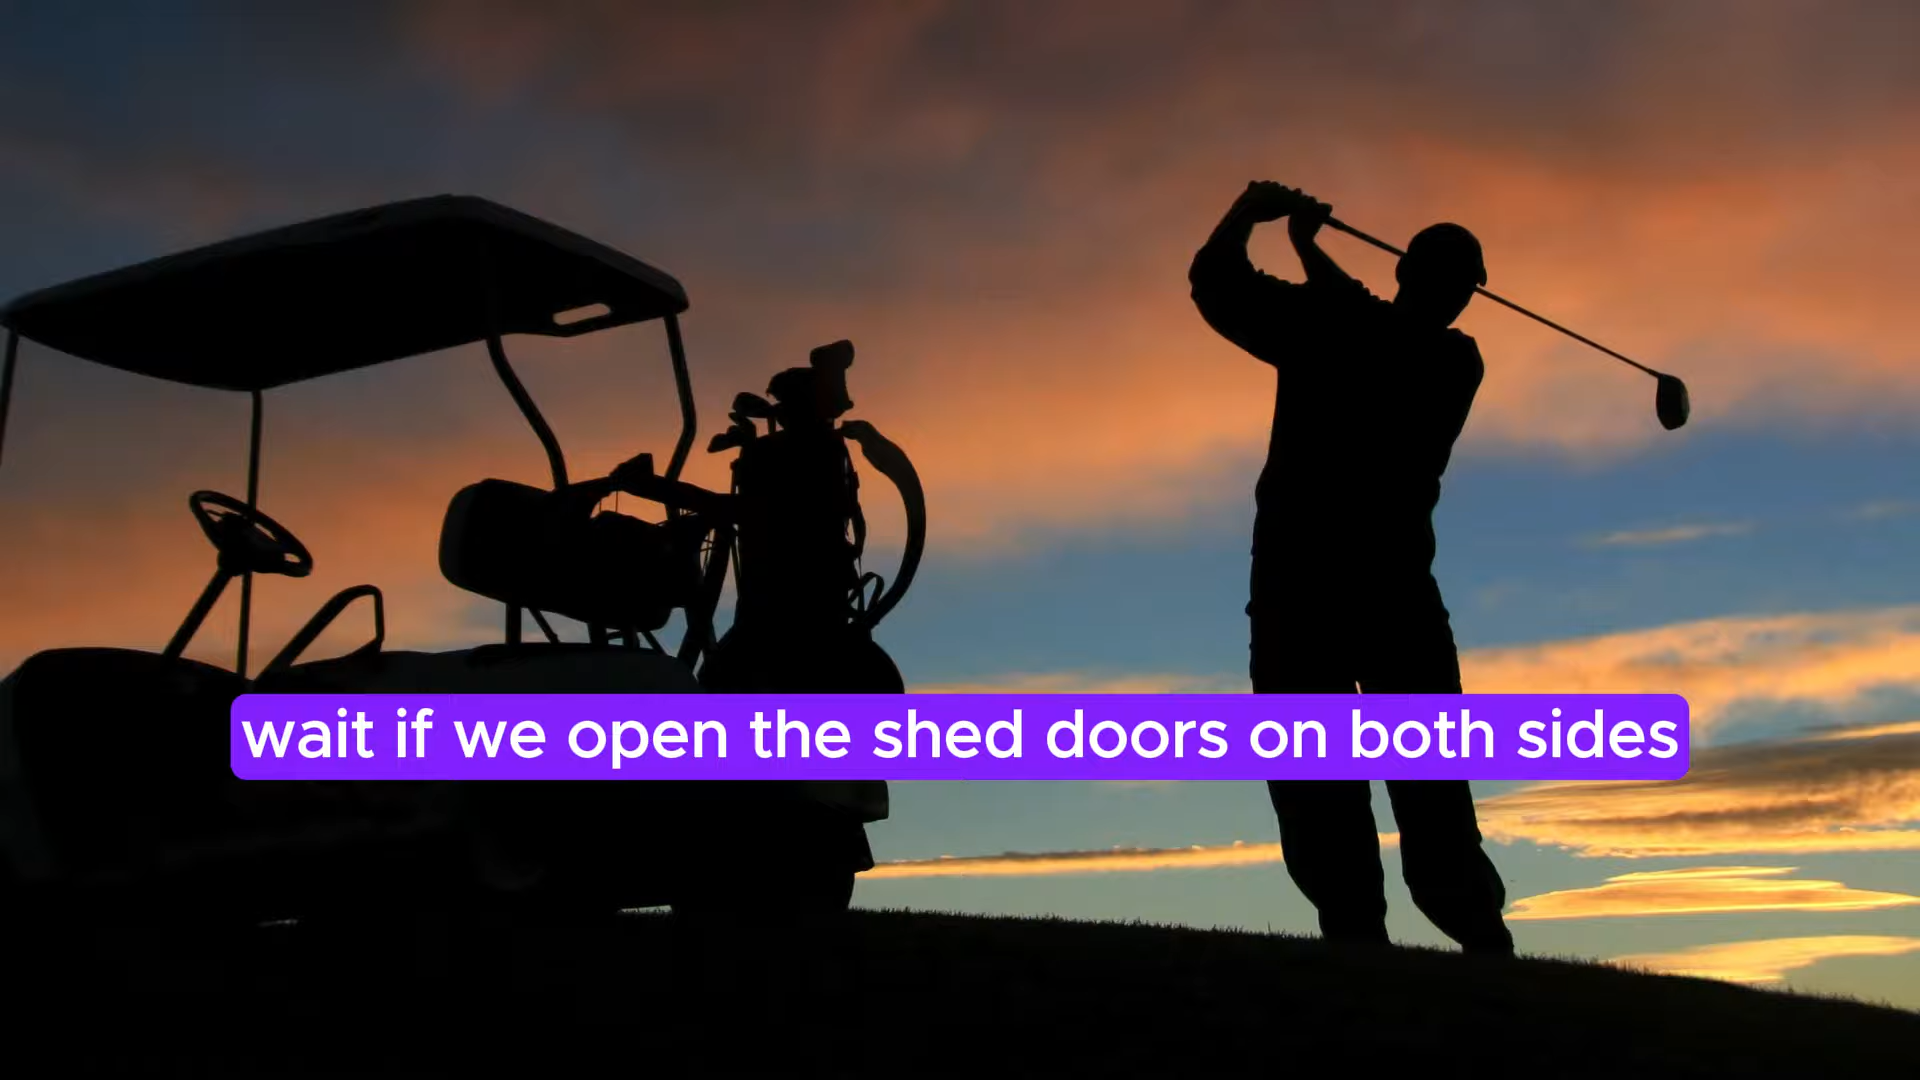 wait if we open the shed doors on both sides